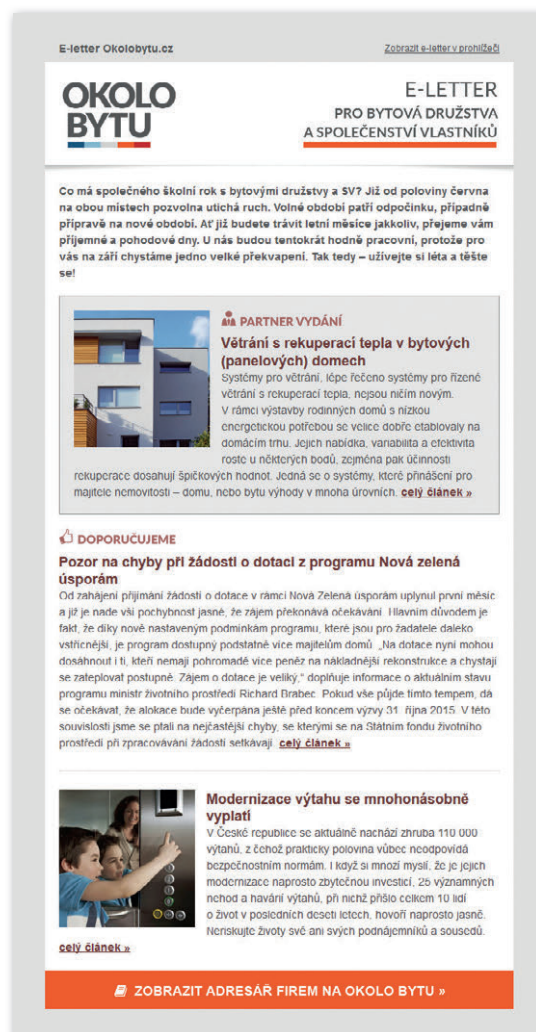 E-letter Okolobytu.cz
Zobrazit e-letter v prohlížeči
OKOLO
BYTU
E-LETTER
PRO BYTOVÁ DRUŽSTVA
A SPOLEČENSTVÍ VLASTNÍKŮ
Co má společného školní rok s bytovými družstvy a SV? Již od poloviny června
na obou místech pozvolna utichá ruch. Volné období patří odpočinku, případně
přípravě na nové období. Ať již budete trávit letní měsíce jakkoliv, přejeme vám
příjemné a pohodové dny. U nás budou tentokrát hodně pracovní, protože pro
vás na září chystáme jedno velké překvapení. Tak tedy – užívejte si léta a těšte
se!
PARTNER VYDÁNÍ
Větrání s rekuperací tepla v bytových
(panelových) domech
Systémy pro větrání, lépe řečeno systémy pro řízené
větrání s rekuperací tepla, nejsou ničím novým.
V rámci výstavby rodinných domů s nízkou
energetickou potřebou se velice dobře etablovaly na
domácím trhu. Jejich nabídka, variabilita a efektivita
roste u některých bodů, zejména pak účinnosti
rekuperace dosahují špičkových hodnot. Jedná se o systémy, které přinášení pro
majitele nemovitosti – domu, nebo bytu výhody v mnoha úrovních. celý článek »
DOPORUČUJEME
Pozor na chyby při žádosti o dotaci z programu Nová zelená
úsporám
Od zahájení přijímání žádostí o dotace v rámci Nová Zelená úsporám uplynul první měsíc
a již je nade vší pochybnost jasné, že zájem překonává očekávání. Hlavním důvodem je
fakt, že díky nově nastaveným podmínkám programu, které jsou pro žadatele daleko
vstřícnější, je program dostupný podstatně více majitelům domů. „Na dotace nyní mohou
dosáhnout i ti, kteří nemají pohromadě více peněz na nákladnější rekonstrukce a chystají
se zateplovat postupně. Zájem o dotace je veliký,“ doplňuje informace o aktuálním stavu
programu ministr životního prostředí Richard Brabec. Pokud vše půjde tímto tempem, dá
se očekávat, že alokace bude vyčerpána ještě před koncem výzvy 31. října 2015. V této
souvislosti jsme se ptali na nejčastější chyby, se kterými se na Státním fondu životního
prostředí při zpracovávání žádostí setkávají. celý článek »
Modernizace výtahu se mnohonásobně
vyplatí
V České republice se aktuálně nachází zhruba 110 000
výtahů, z čehož prakticky polovina vůbec neodpovídá
bezpečnostním normám. I když si mnozí myslí, že je jejich
modernizace naprosto zbytečnou investicí, 25 významných
nehod a havárií výtahů, při nichž přišlo celkem 10 lidí
o život v posledních deseti letech, hovoří naprosto jasně.
Neriskujte životy své ani svých podnájemníků a sousedů.
celý článek »
ZOBRAZIT ADRESÁŘ FIREM NA OKOLO BYTU »